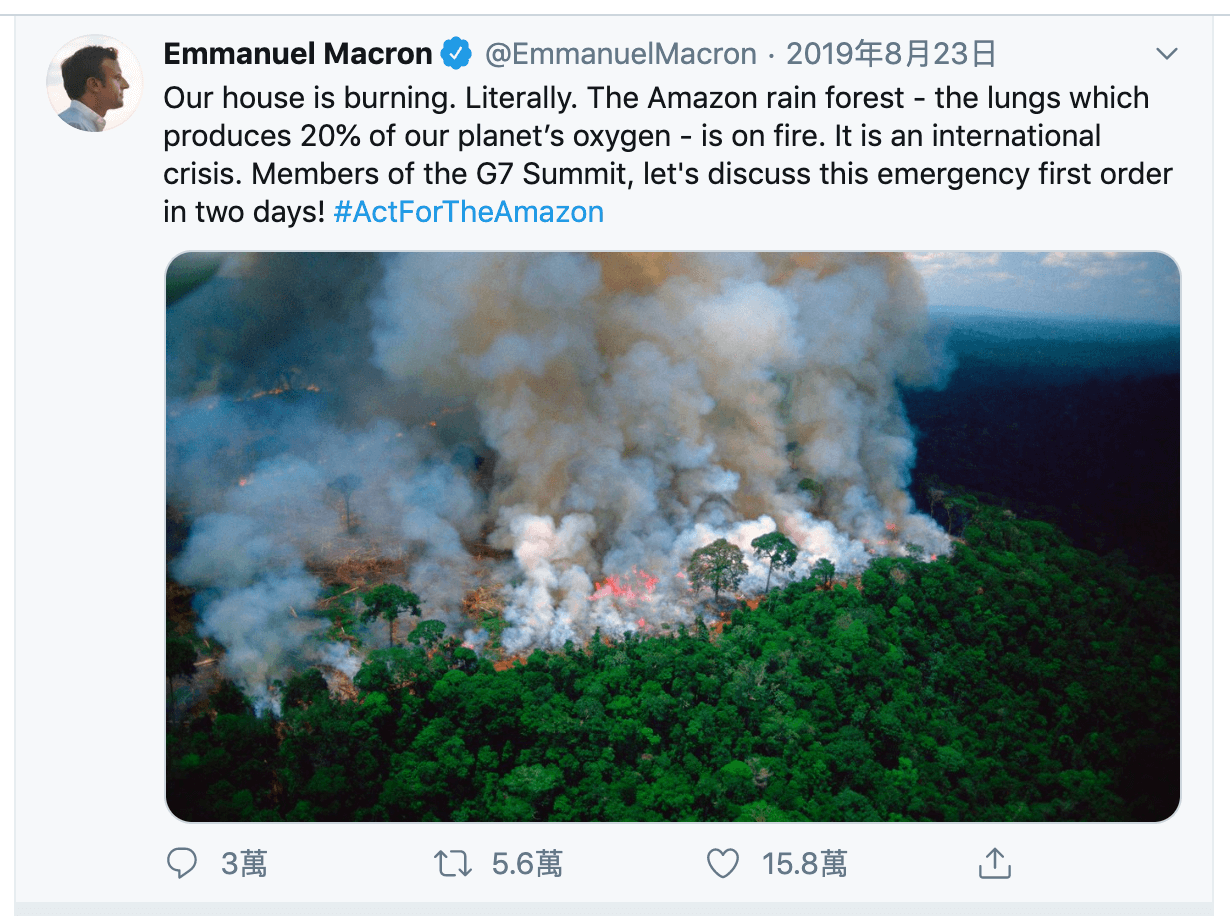 Emmanuel Macron @EmmanuelMacron · 2019年8月23日
Our house is burning. Literally. The Amazon rain forest - the lungs which
produces 20% of our planet’s oxygen - is on fire. It is an international
crisis. Members of the G7 Summit, let's discuss this emergency first order
in two days! #ActForTheAmazon
3萬 5.6萬 15.8萬